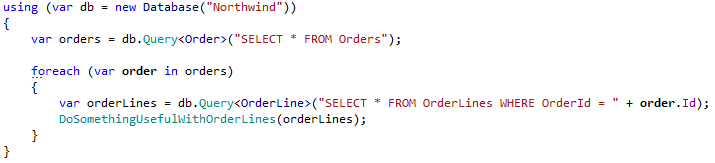 using (var db = new Database("Northwind"))
{
    var orders = db.Query<Order>("SELECT * FROM Orders");

    foreach (var order in orders)
    {
        var orderLines = db.Query<OrderLine>("SELECT * FROM OrderLines WHERE OrderId = " + order.Id);
        DoSomethingUsefulWithOrderLines(orderLines);
    }
}